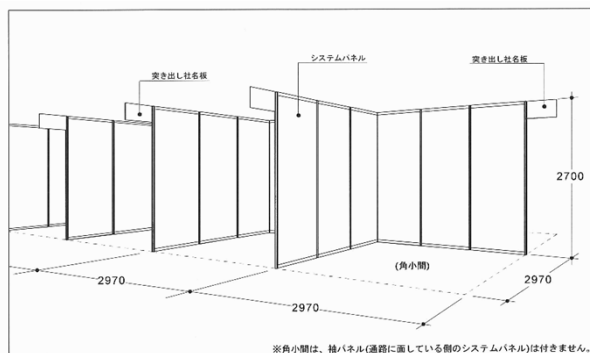 突き出し社名板
システムパネル
突き出し社名板
2700
(角小間)
2970
2970
2970
※角小間は、袖パネル(通路に面している側のシステムパネル)は付きません。